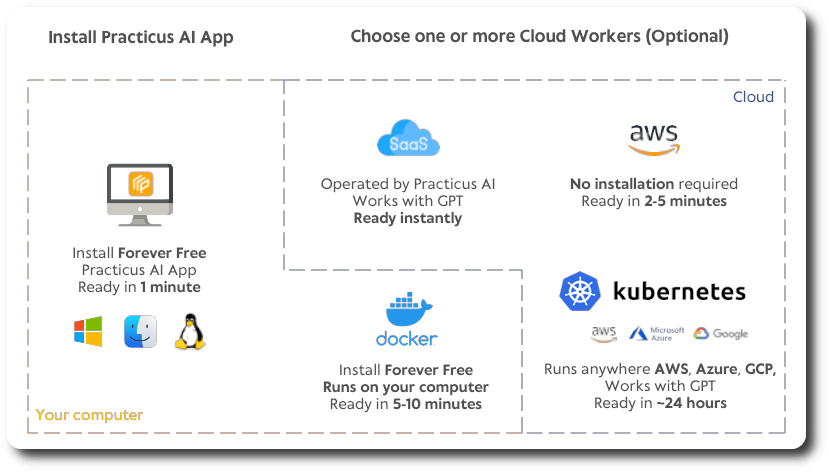 Install Practicus AI App
Choose one or more Cloud Workers (Optional)
Cloud
SaaS
Operated by Practicus AI
Works with GPT
Ready instantly
aws
No installation required
Ready in 2-5 minutes
Install Forever Free
Practicus AI App
Ready in 1 minute
docker
Install Forever Free
Runs on your computer
Ready in 5-10 minutes
kubernetes
aws
Microsoft
Azure
Google
Runs anywhere AWS, Azure, GCP,
Works with GPT
Ready in ~24 hours
Your computer